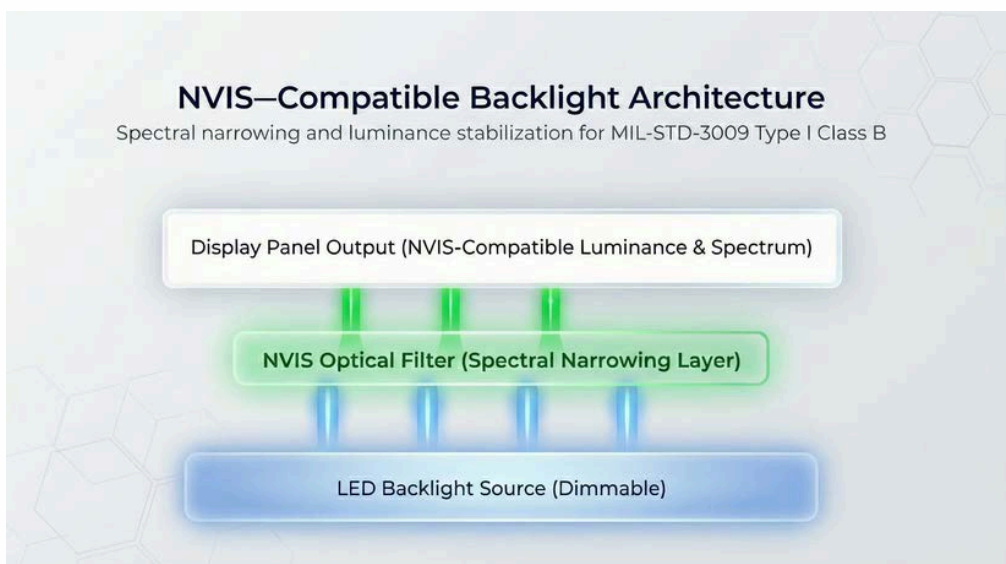 NVIS—Compatible Backlight Architecture
Spectral narrowing and luminance stabilization for MIL-STD-3009 Type I Class B
Display Panel Output (NVIS-Compatible Luminance & Spectrum)
NVIS Optical Filter (Spectral Narrowing Layer)
LED Backlight Source (Dimmable)